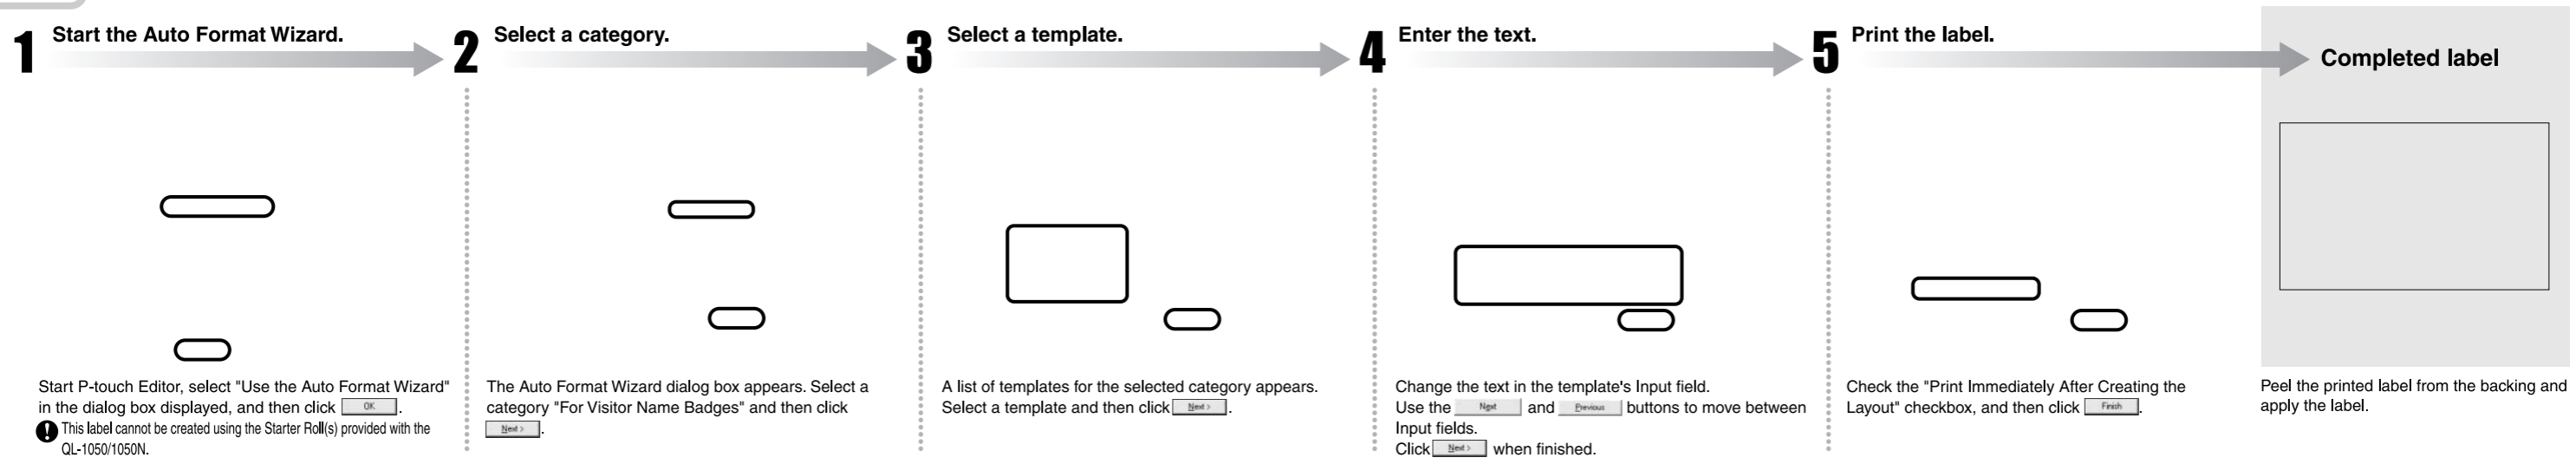 1 Start the Auto Format Wizard.
Start P-touch Editor, select "Use the Auto Format Wizard"
in the dialog box displayed, and then click OK .
This label cannot be created using the Starter Roll(s) provided with the
QL-1050/1050N.
2 Select a category.
The Auto Format Wizard dialog box appears. Select a
category "For Visitor Name Badges" and then click
Next > .
3 Select a template.
A list of templates for the selected category appears.
Select a template and then click Next > .
4 Enter the text.
Change the text in the template's Input field.
Use the Next and Previous buttons to move between
Input fields.
Click Next > when finished.
5 Print the label.
Check the "Print Immediately After Creating the
Layout" checkbox, and then click Finish .
Completed label
Peel the printed label from the backing and
apply the label.